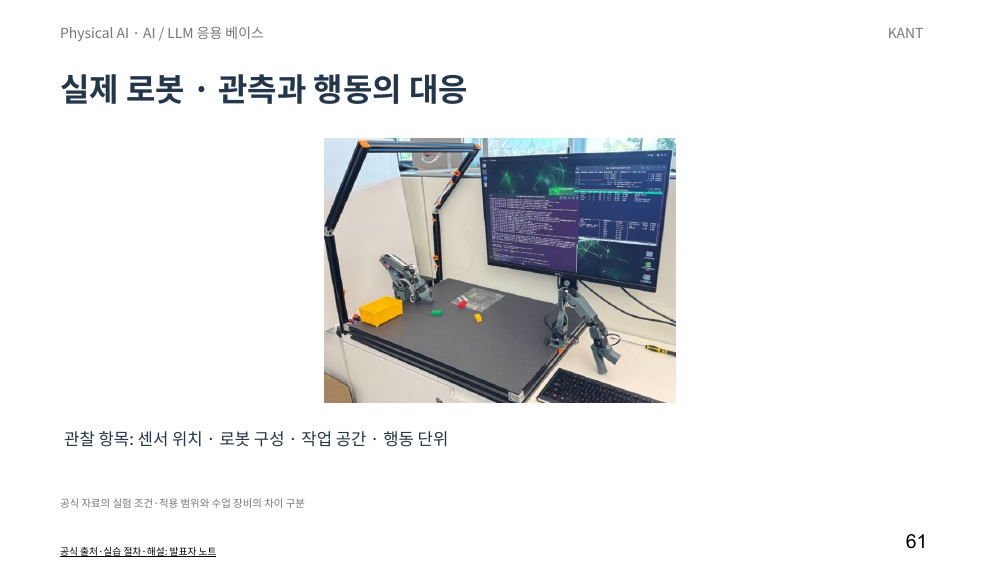 Physical AI · AI / LLM 응용 베이스
KANT
실제 로봇 · 관측과 행동의 대응
관찰 항목: 센서 위치 · 로봇 구성 · 작업 공간 · 행동 단위
공식 자료의 실험 조건·적용 범위와 수업 장비의 차이 구분
공식 출처·실습 절차·해설: 발표자 노트
61